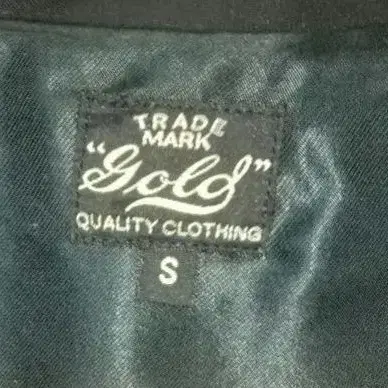 TRADE
MARK
"Gold"
QUALITY CLOTHING
S